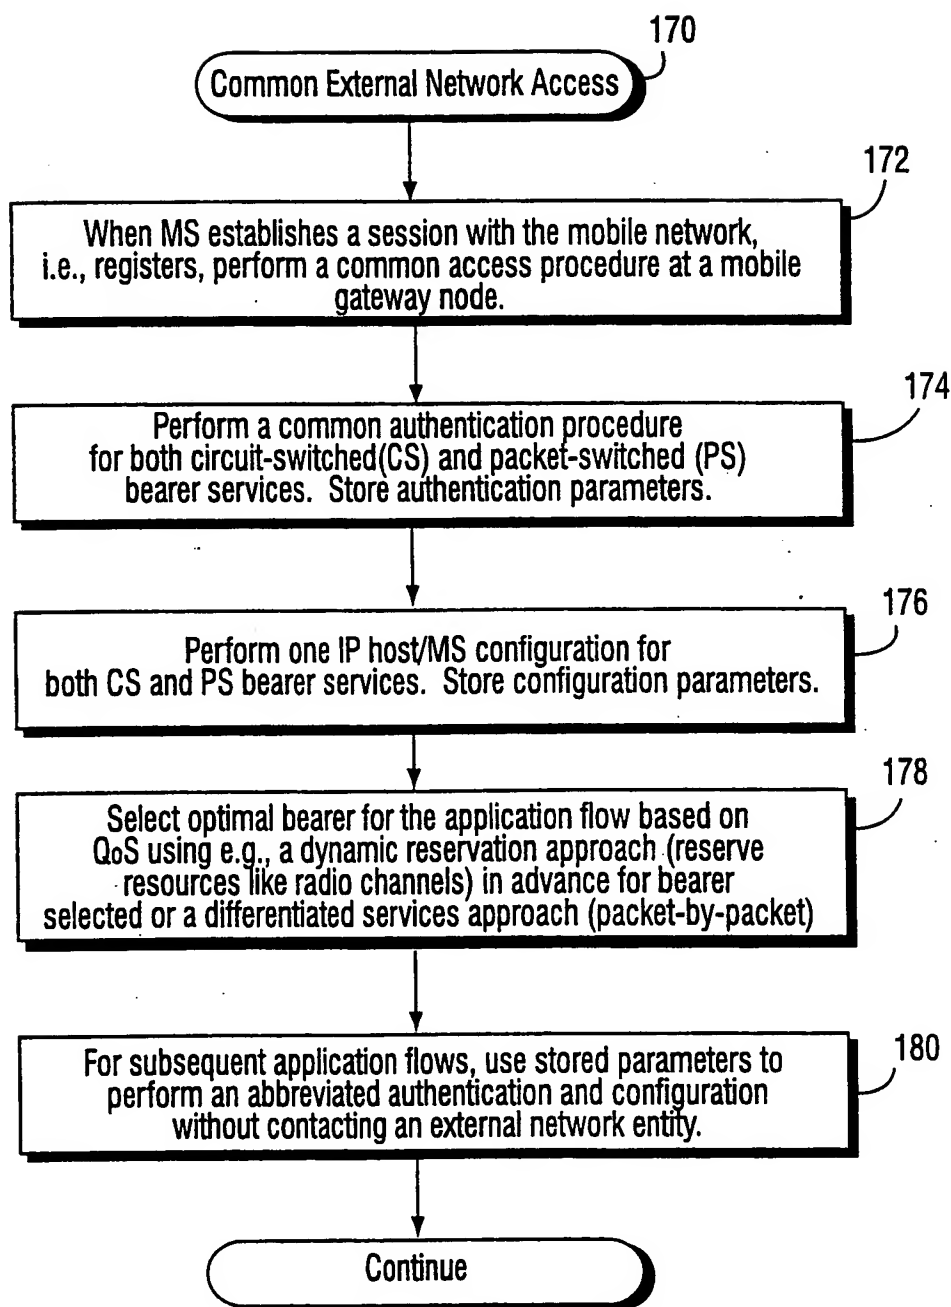 170
Common External Network Access
172
When MS establishes a session with the mobile network,
i.e., registers, perform a common access procedure at a mobile
gateway node.
174
Perform a common authentication procedure
for both circuit-switched(CS) and packet-switched (PS)
bearer services. Store authentication parameters.
176
Perform one IP host/MS configuration for
both CS and PS bearer services. Store configuration parameters.
178
Select optimal bearer for the application flow based on
QoS using e.g., a dynamic reservation approach (reserve
resources like radio channels) in advance for bearer
selected or a differentiated services approach (packet-by-packet)
180
For subsequent application flows, use stored parameters to
perform an abbreviated authentication and configuration
without contacting an external network entity.
Continue